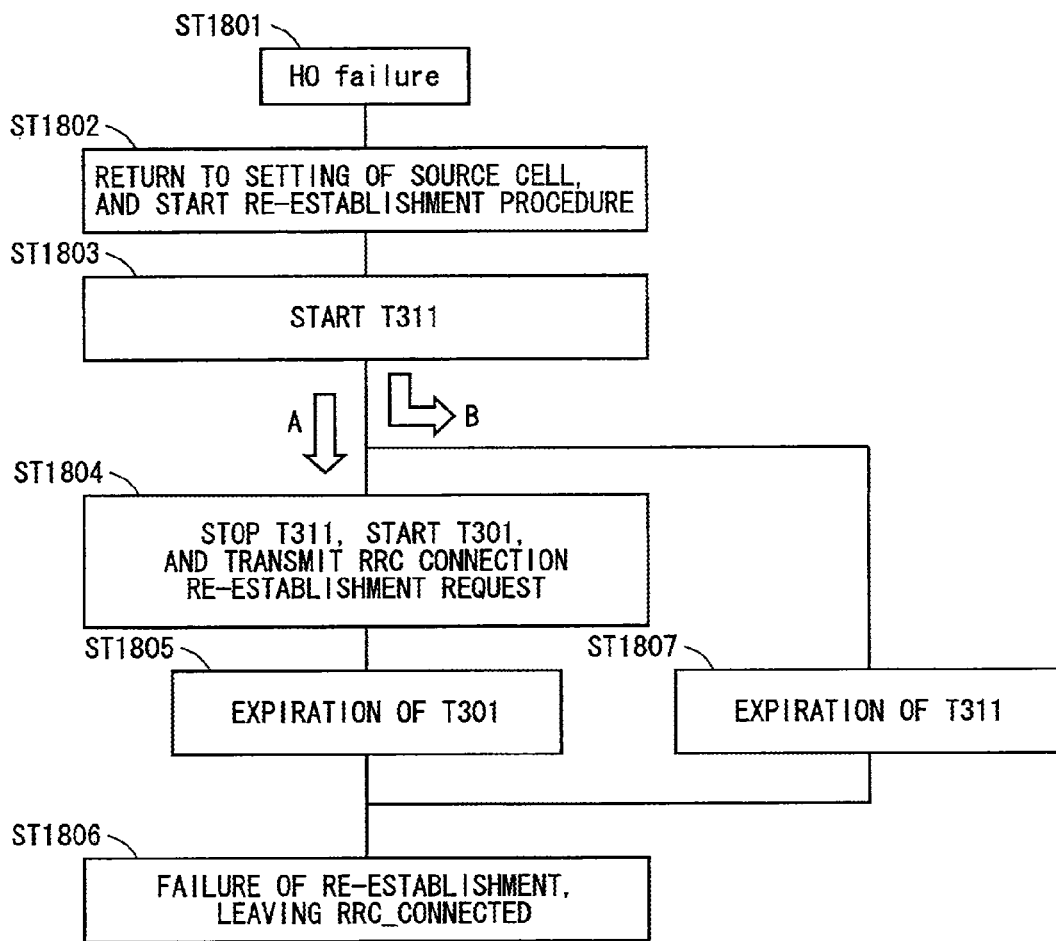 ST1801
HO failure
ST1802
RETURN TO SETTING OF SOURCE CELL,
AND START RE-ESTABLISHMENT PROCEDURE
ST1803
START T311
A
B
ST1804
STOP T311, START T301,
AND TRANSMIT RRC CONNECTION
RE-ESTABLISHMENT REQUEST
ST1805
EXPIRATION OF T301
ST1807
EXPIRATION OF T311
ST1806
FAILURE OF RE-ESTABLISHMENT,
LEAVING RRC_CONNECTED